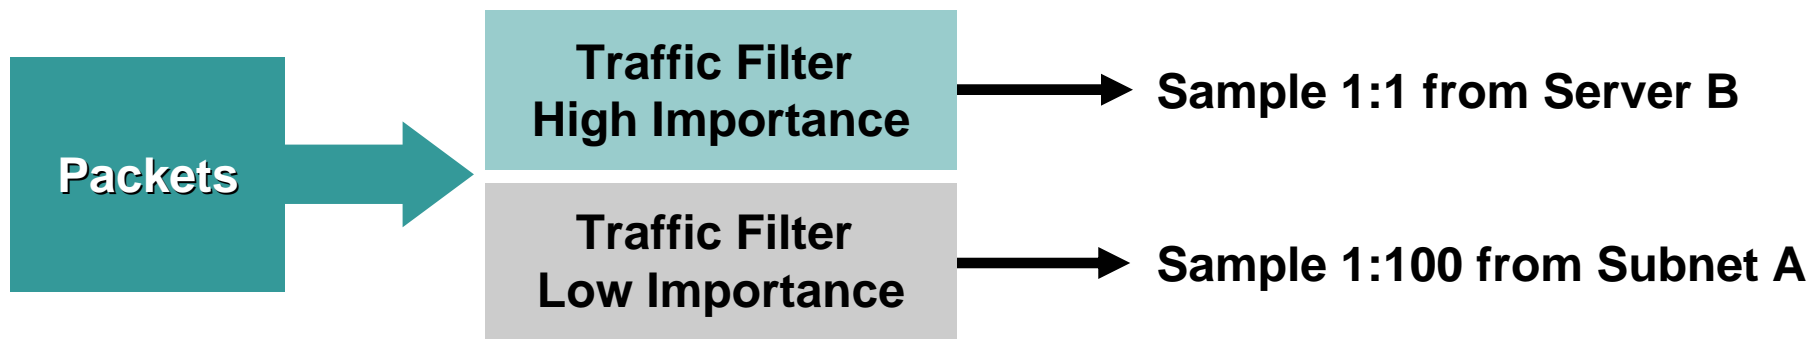 Packets
Traffic Filter
High Importance
Sample 1:1 from Server B
Traffic Filter
Low Importance
Sample 1:100 from Subnet A